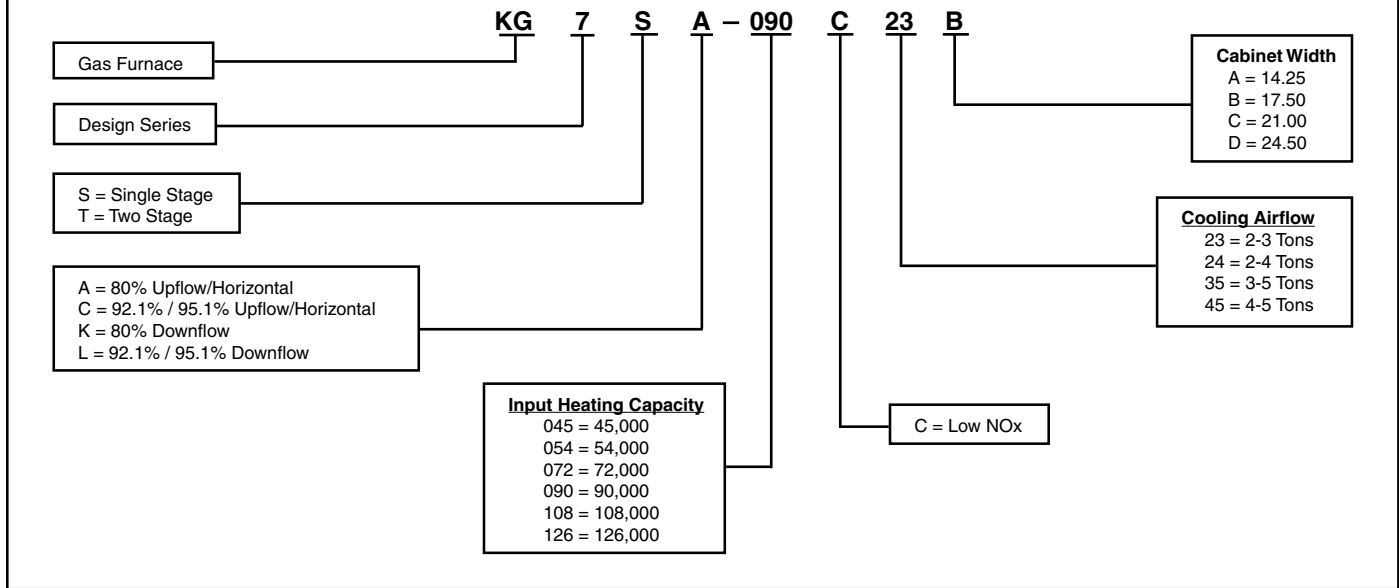 KG 7 S A – 090 C 23 B
Gas Furnace
Design Series
S = Single Stage
T = Two Stage
A = 80% Upflow/Horizontal
C = 92.1% / 95.1% Upflow/Horizontal
K = 80% Downflow
L = 92.1% / 95.1% Downflow
Input Heating Capacity
045 = 45,000
054 = 54,000
072 = 72,000
090 = 90,000
108 = 108,000
126 = 126,000
C = Low NOx
Cabinet Width
A = 14.25
B = 17.50
C = 21.00
D = 24.50
Cooling Airflow
23 = 2-3 Tons
24 = 2-4 Tons
35 = 3-5 Tons
45 = 4-5 Tons